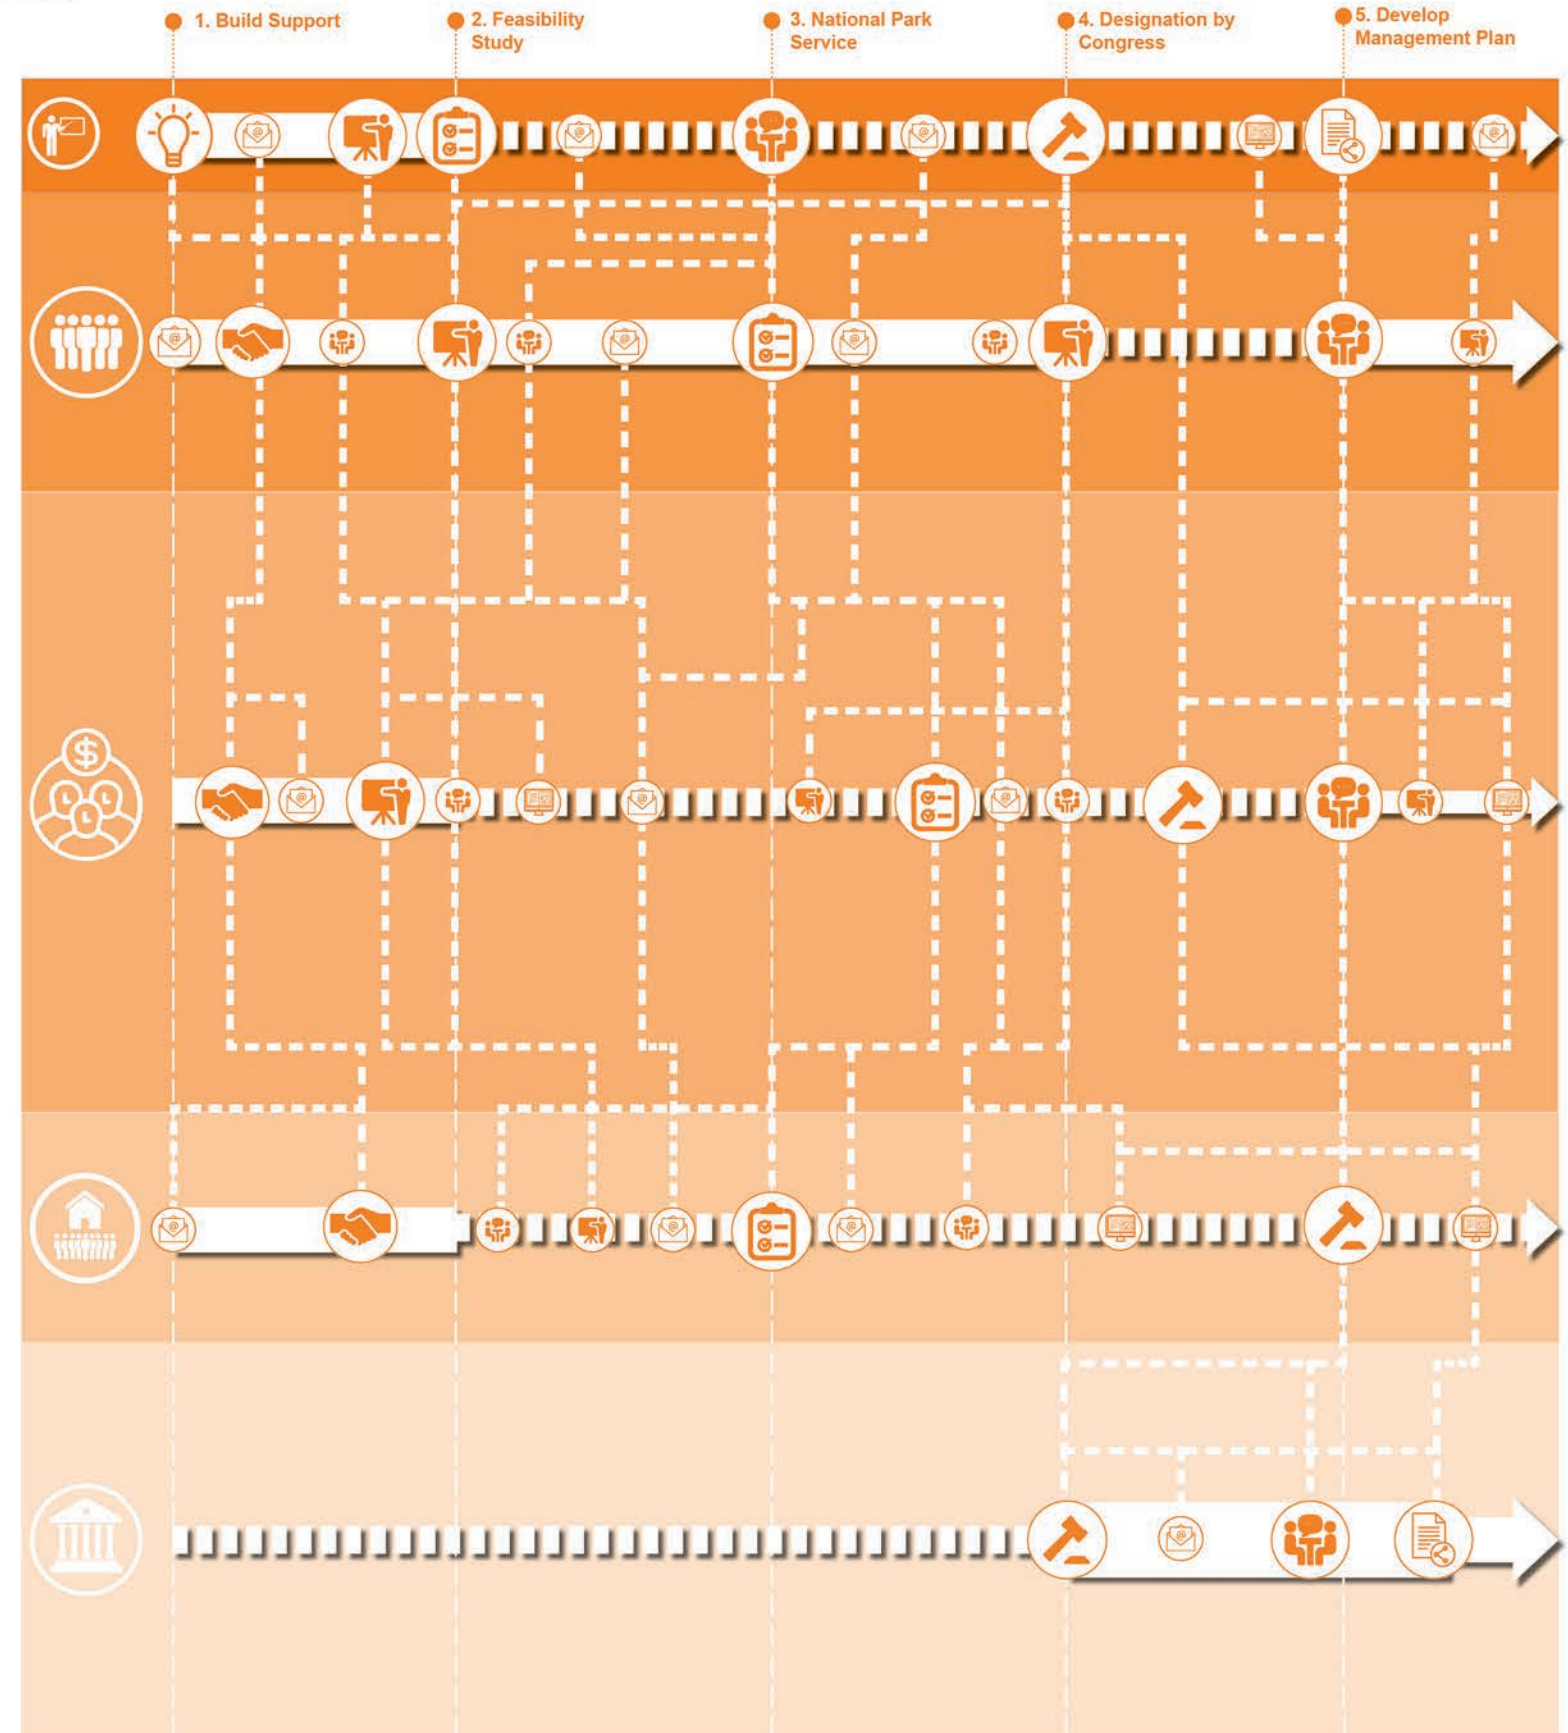 1. Build Support
2. Feasibility
Study
3. National Park
Service
4. Designation by
Congress
5. Develop
Management Plan
$
L L
L